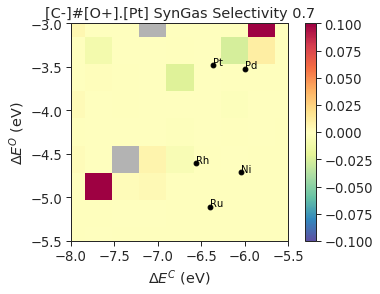 [C-]#[O+].[Pt] SynGas Selectivity 0.7
−3.0
−3.5
−4.0
−4.5
−5.0
−5.5
ΔE^O (eV)
Pt
Pd
Rh
Ni
Ru
−8.0 −7.5 −7.0 −6.5 −6.0 −5.5
ΔE^C (eV)
0.100
0.075
0.050
0.025
0.000
−0.025
−0.050
−0.075
−0.100